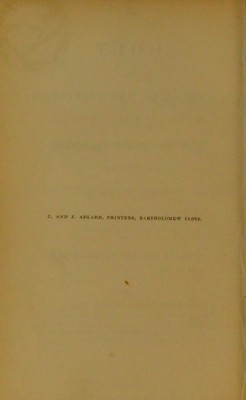 C. AND J. ADLARD, PRINTERS, BARTHOLOMEW CLOSE.